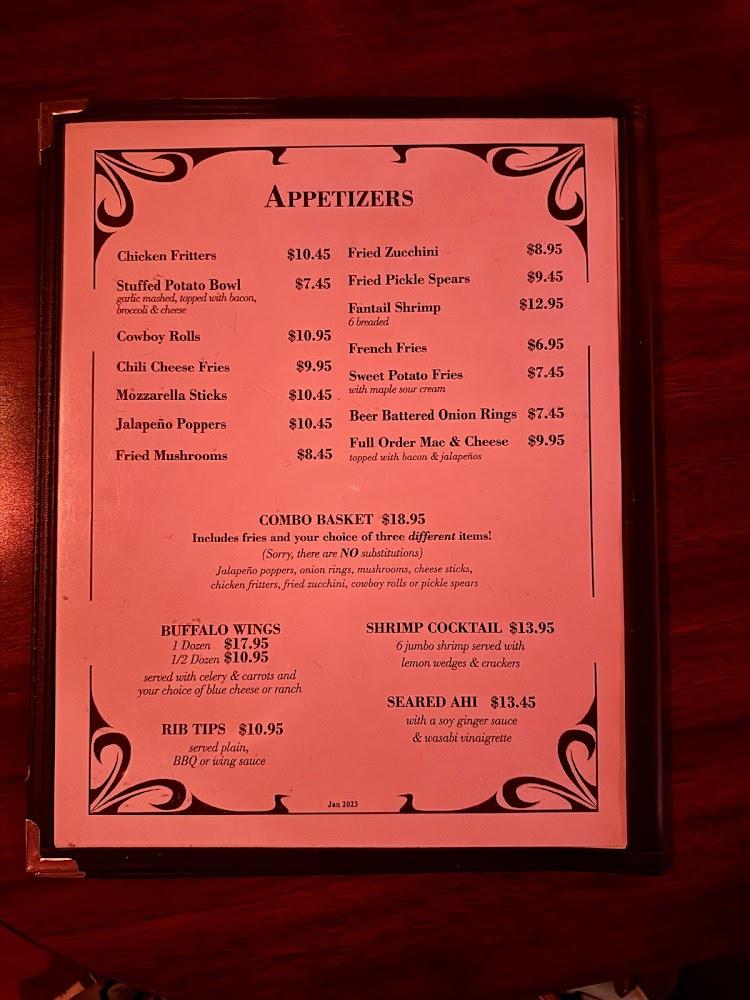 APPETIZERS
Chicken Fritters $10.45
Stuffed Potato Bowl $7.45
garlic mashed, topped with bacon,
broccoli & cheese
Cowboy Rolls $10.95
Chili Cheese Fries $9.95
Mozzarella Sticks $10.45
Jalapeño Poppers $10.45
Fried Mushrooms $8.45
Fried Zucchini $8.95
Fried Pickle Spears $9.45
Fantail Shrimp $12.95
6 breaded
French Fries $6.95
Sweet Potato Fries $7.45
with maple sour cream
Beer Battered Onion Rings $7.45
Full Order Mac & Cheese $9.95
topped with bacon & jalapeños
COMBO BASKET $18.95
Includes fries and your choice of three different items!
(Sorry, there are NO substitutions)
Jalapeño poppers, onion rings, mushrooms, cheese sticks,
chicken fritters, fried zucchini, cowboy rolls or pickle spears
BUFFALO WINGS
1 Dozen $17.95
1/2 Dozen $10.95
served with celery & carrots and
your choice of blue cheese or ranch
RIB TIPS $10.95
served plain,
BBQ or wing sauce
SHRIMP COCKTAIL $13.95
6 jumbo shrimp served with
lemon wedges & crackers
SEARED AHI $13.45
with a soy ginger sauce
& wasabi vinaigrette
Jan 2023